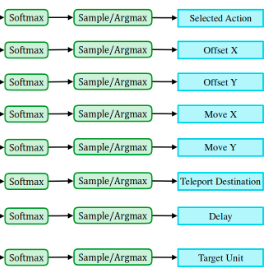 Softmax Sample/Argmax Selected Action
Softmax Sample/Argmax Offset X
Softmax Sample/Argmax Offset Y
Softmax Sample/Argmax Move X
Softmax Sample/Argmax Move Y
Softmax Sample/Argmax Teleport Destination
Softmax Sample/Argmax Delay
Softmax Sample/Argmax Target Unit